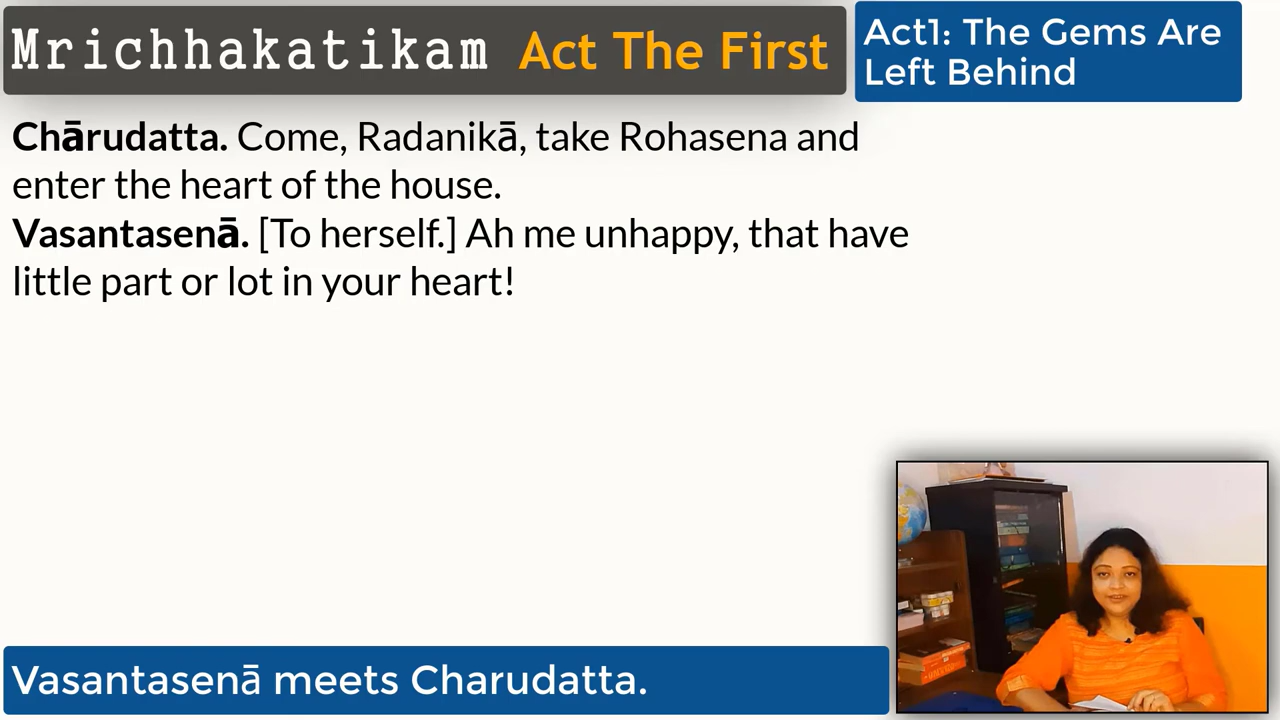 Mrichhakatikam Act The First
Act1: The Gems Are
Left Behind
Chārudatta. Come, Radanikā, take Rohasena and
enter the heart of the house.
Vasantasenā. [To herself.] Ah me unhappy, that have
little part or lot in your heart!
Vasantasenā meets Charudatta.